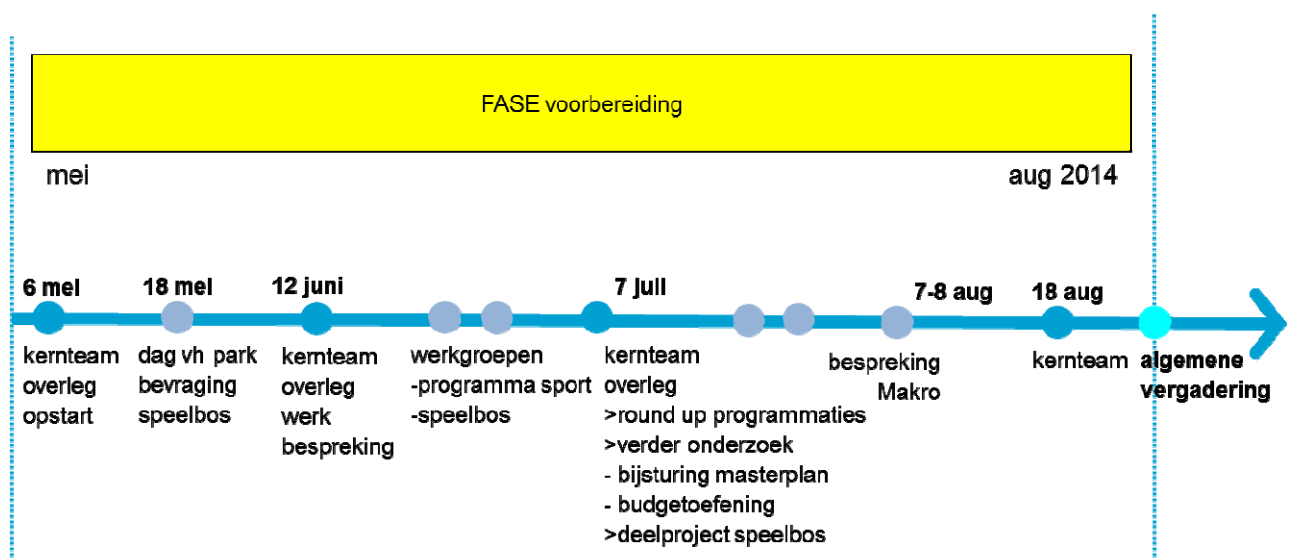 FASE voorbereiding
mei
aug 2014
6 mei
18 mei
12 juni
7 juli
7-8 aug
18 aug
kernteam
overleg
opstart
dag vh park
bevraging
speelbos
kernteam
overleg
werk
bespreking
werkgroepen
-programma sport
-speelbos
kernteam
overleg
>round up programmaties
>verder onderzoek
- bijsturing masterplan
- budgetoefening
>deelproject speelbos
bespreking
Makro
kernteam
algemene
vergadering